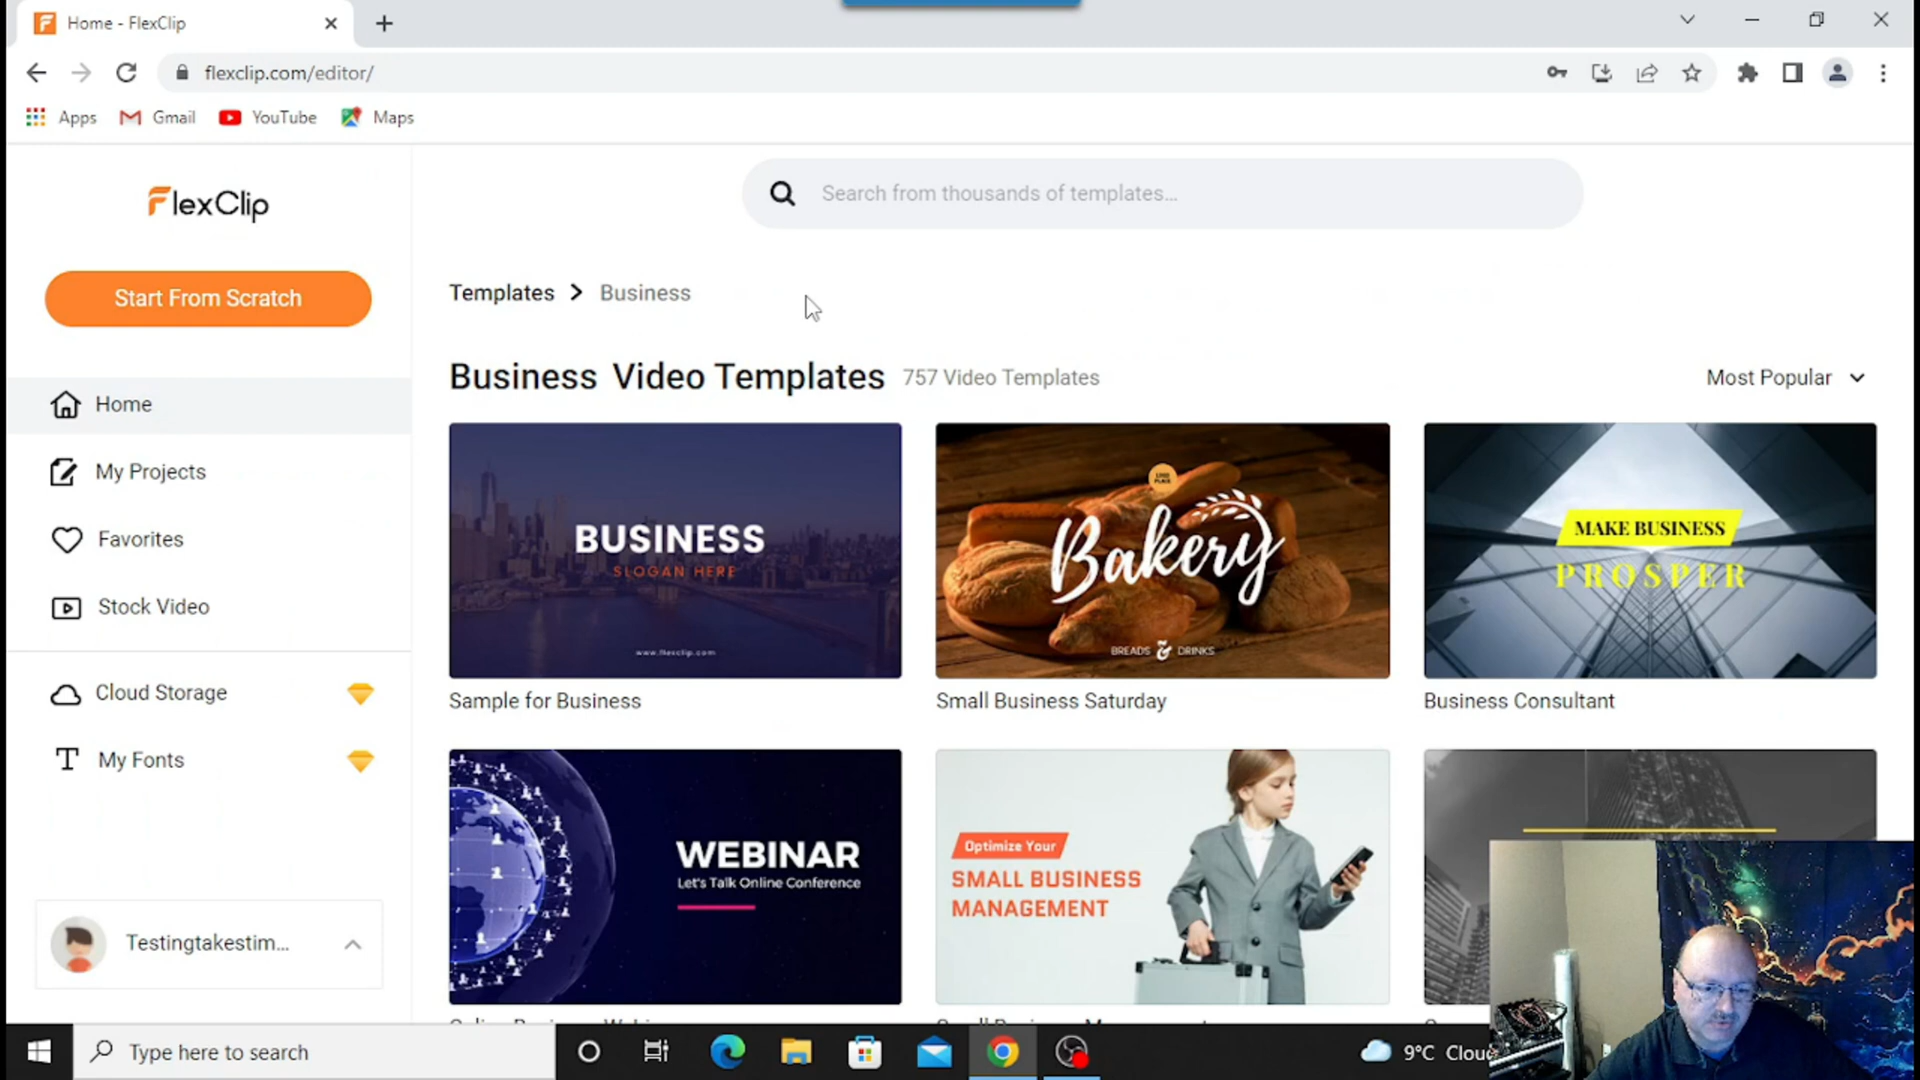 Home - FlexClip
flexclip.com/editor/
Apps
Gmail
YouTube
Maps
FlexClip
Search from thousands of templates...
Start From Scratch
Templates > Business
Business Video Templates
757 Video Templates
Most Popular
Home
My Projects
Favorites
Stock Video
Cloud Storage
My Fonts
Testingtakestim...
BUSINESS
SLOGAN HERE
www.flexclip.com
Sample for Business
Bakery
BREADS & DRINKS
Small Business Saturday
MAKE BUSINESS
PROSPER
Business Consultant
WEBINAR
Let's Talk Online Conference
Optimize Your
SMALL BUSINESS
MANAGEMENT
Type here to search
9°C